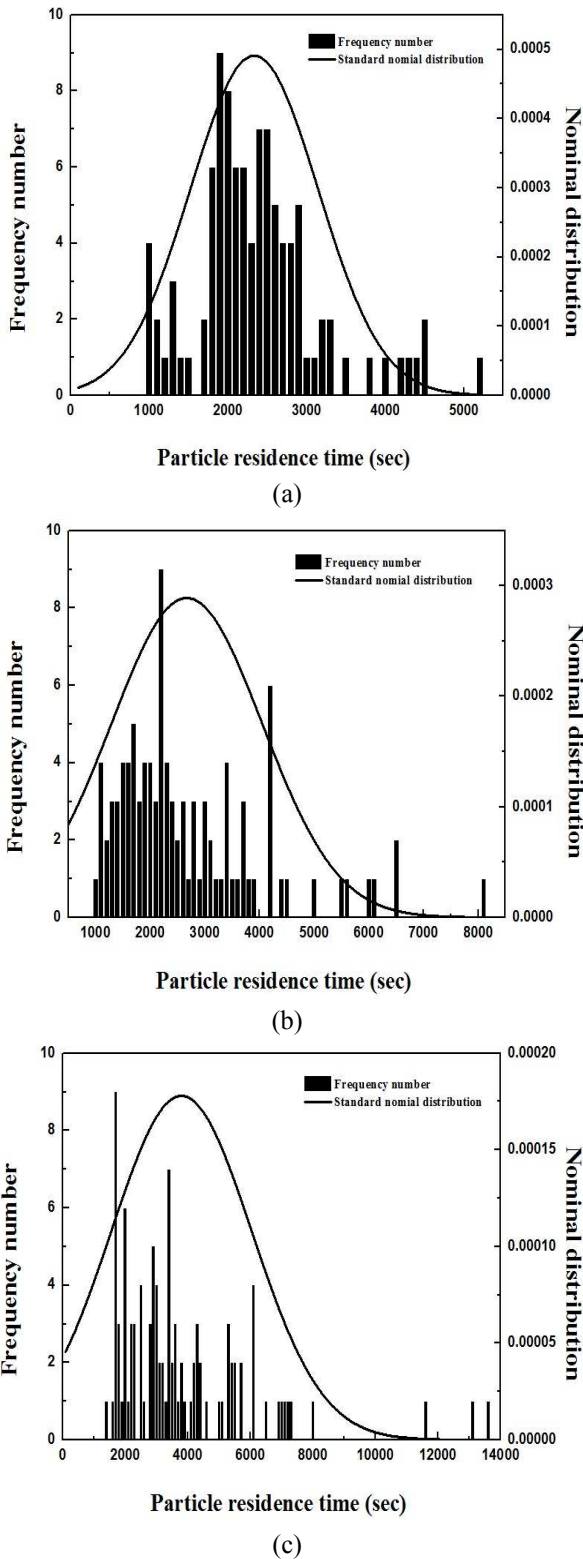 10
8
6
4
2
0
Frequency number
Frequency number
Standard nomial distribution
0.0005
0.0004
0.0003
0.0002
0.0001
0.0000
Nominal distribution
0 1000 2000 3000 4000 5000
Particle residence time (sec)
(a)
10
8
6
4
2
0
Frequency number
Frequency number
Standard nomial distribution
0.0003
0.0002
0.0001
0.0000
Nominal distribution
1000 2000 3000 4000 5000 6000 7000 8000
Particle residence time (sec)
(b)
10
8
6
4
2
0
Frequency number
Frequency number
Standard nomial distribution
0.00020
0.00015
0.00010
0.00005
0.00000
Nominal distribution
0 2000 4000 6000 8000 10000 12000 14000
Particle residence time (sec)
(c)